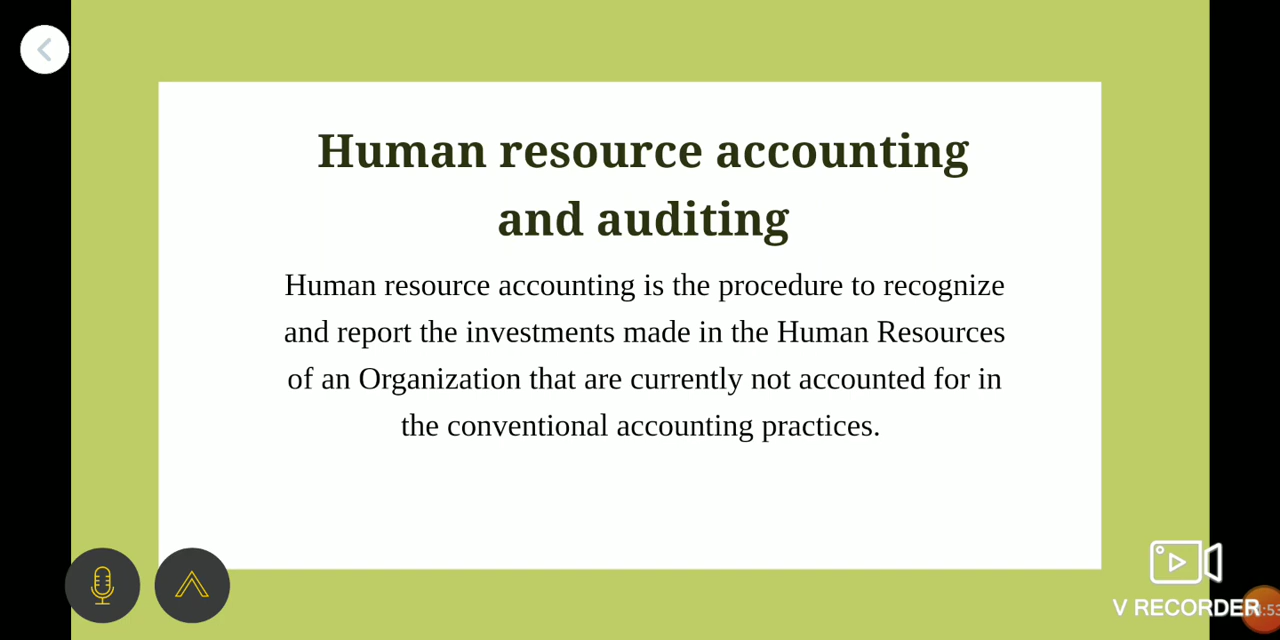 Human resource accounting
and auditing
Human resource accounting is the procedure to recognize
and report the investments made in the Human Resources
of an Organization that are currently not accounted for in
the conventional accounting practices.
V RECORDER